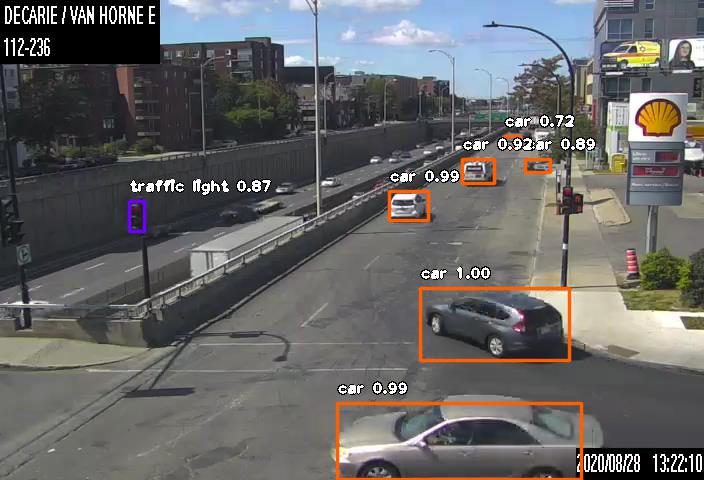 DECARIE / VAN HORNE E
112-236
car 0.72
car 0.92
car 0.89
car 0.99
traffic light 0.87
car 1.00
car 0.99
2020/08/28 13:22:10